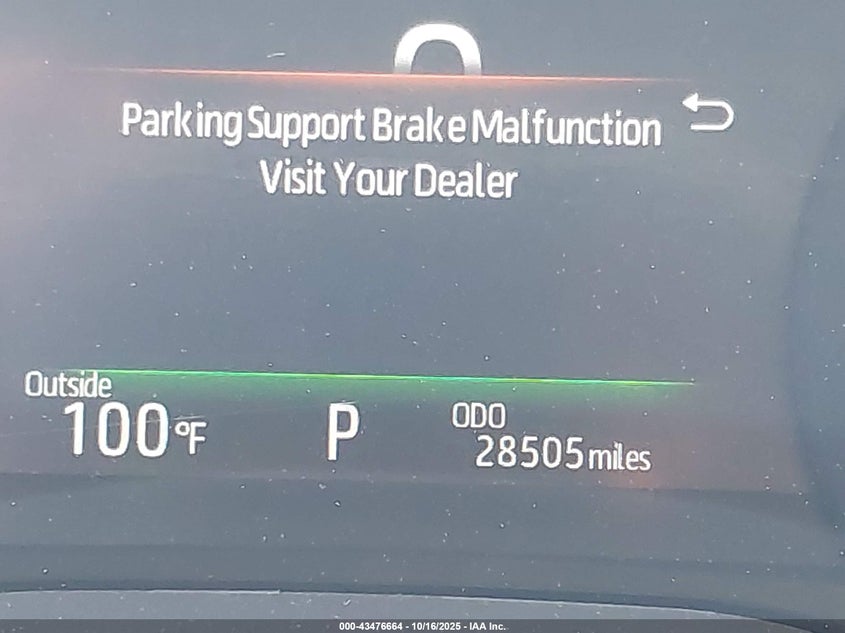 Parking Support Brake Malfunction
Visit Your Dealer
Outside
100°F
P
ODO
28505 miles
000-43476664 - 10/16/2025 - IAA Inc.